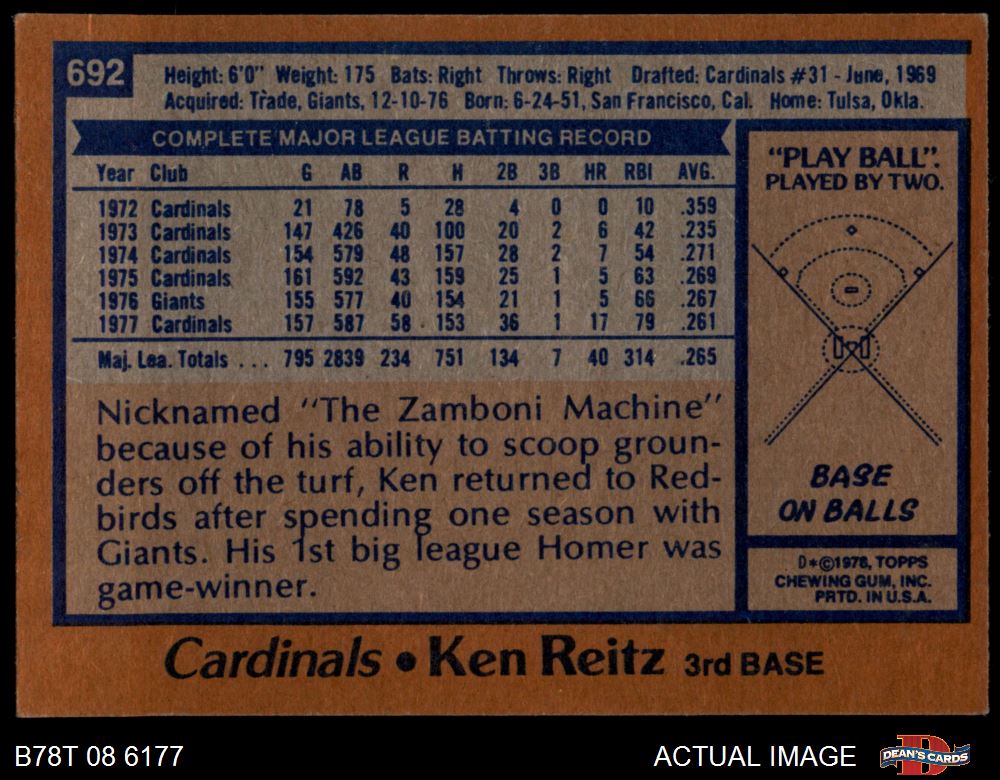 692
Height: 6'0" Weight: 175 Bats: Right Throws: Right Drafted: Cardinals #31 - June, 1969
Acquired: Trade, Giants, 12-10-76 Born: 6-24-51, San Francisco, Cal. Home: Tulsa, Okla.
COMPLETE MAJOR LEAGUE BATTING RECORD
Year Club G AB R H 2B 3B HR RBI AVG.
1972 Cardinals 21 78 5 28 4 0 0 10 .359
1973 Cardinals 147 426 40 100 20 2 6 42 .235
1974 Cardinals 154 579 48 157 28 2 7 54 .271
1975 Cardinals 161 592 43 159 25 1 5 63 .269
1976 Giants 155 577 40 154 21 1 5 66 .267
1977 Cardinals 157 587 58 153 36 1 17 79 .261
Maj. Lea. Totals ... 795 2839 234 751 134 7 40 314 .265
Nicknamed "The Zamboni Machine"
because of his ability to scoop groun-
ders off the turf, Ken returned to Red-
birds after spending one season with
Giants. His 1st big league Homer was
game-winner.
"PLAY BALL".
PLAYED BY TWO.
BASE
ON BALLS
D*©1978, TOPPS
CHEWING GUM, INC.
PRTD. IN U.S.A.
Cardinals • Ken Reitz 3rd BASE
B78T 08 6177
ACTUAL IMAGE
DEAN'S CARDS